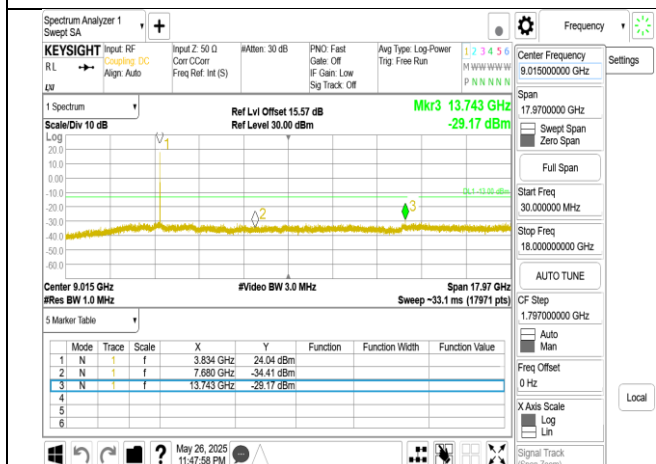 Spectrum Analyzer 1
Swept SA
Frequency
KEYSIGHT
RL
Input: RF
Coupling: DC
Align: Auto
Input Z: 50 Ω
Corr CCorr
Freq Ref: Int (S)
#Atten: 30 dB
PNO: Fast
Gate: Off
IF Gain: Low
Sig Track: Off
Avg Type: Log-Power
Trig: Free Run
1 2 3 4 5 6
M W W W W W
P N N N N N
1 Spectrum
Scale/Div 10 dB
Ref Lvl Offset 15.57 dB
Ref Level 30.00 dBm
Mkr3 13.743 GHz
-29.17 dBm
Log
20.0
10.0
0.00
-10.0
-20.0
-30.0
-40.0
-50.0
-60.0
1
2
3
DL1 -13.00 dBm
Center 9.015 GHz
#Video BW 3.0 MHz
Span 17.97 GHz
#Res BW 1.0 MHz
Sweep ~33.1 ms (17971 pts)
5 Marker Table
Mode Trace Scale X Y Function Function Width Function Value
1 N 1 f 3.834 GHz 24.04 dBm
2 N 1 f 7.680 GHz -34.41 dBm
3 N 1 f 13.743 GHz -29.17 dBm
4
5
6
May 26, 2025
11:47:58 PM
Center Frequency
9.015000000 GHz
Settings
Span
17.9700000 GHz
Swept Span
Zero Span
Full Span
Start Freq
30.000000 MHz
Stop Freq
18.000000000 GHz
AUTO TUNE
CF Step
1.797000000 GHz
Auto
Man
Freq Offset
0 Hz
Local
X Axis Scale
Log
Lin
Signal Track